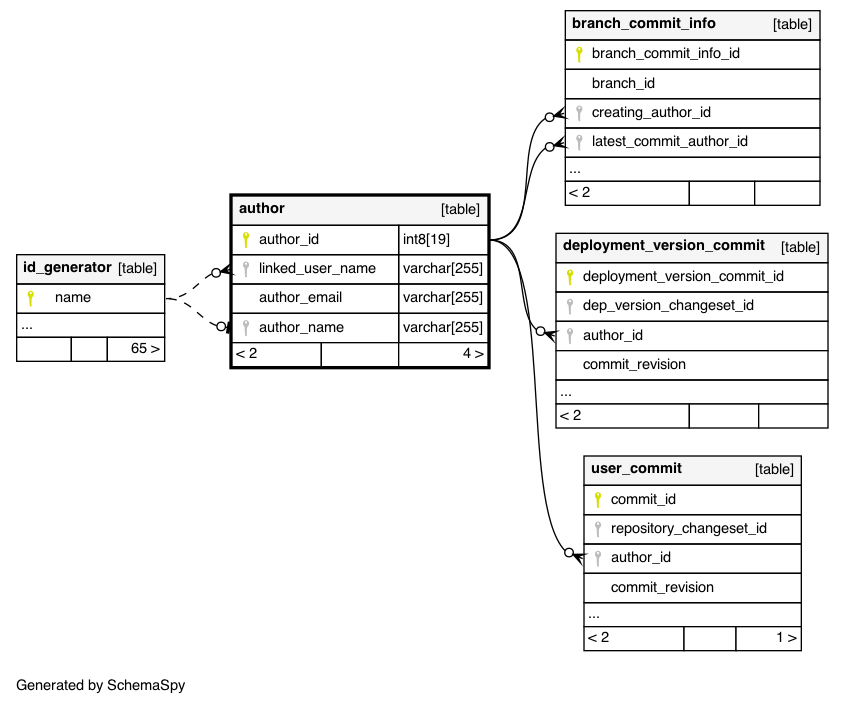 id_generator [table]
name
...
65 >
author [table]
author_id int8[19]
linked_user_name varchar[255]
author_email varchar[255]
author_name varchar[255]
< 2 4 >
branch_commit_info [table]
branch_commit_info_id
branch_id
creating_author_id
latest_commit_author_id
...
< 2
deployment_version_commit [table]
deployment_version_commit_id
dep_version_changeset_id
author_id
commit_revision
...
< 2
user_commit [table]
commit_id
repository_changeset_id
author_id
commit_revision
...
< 2 1 >
Generated by SchemaSpy